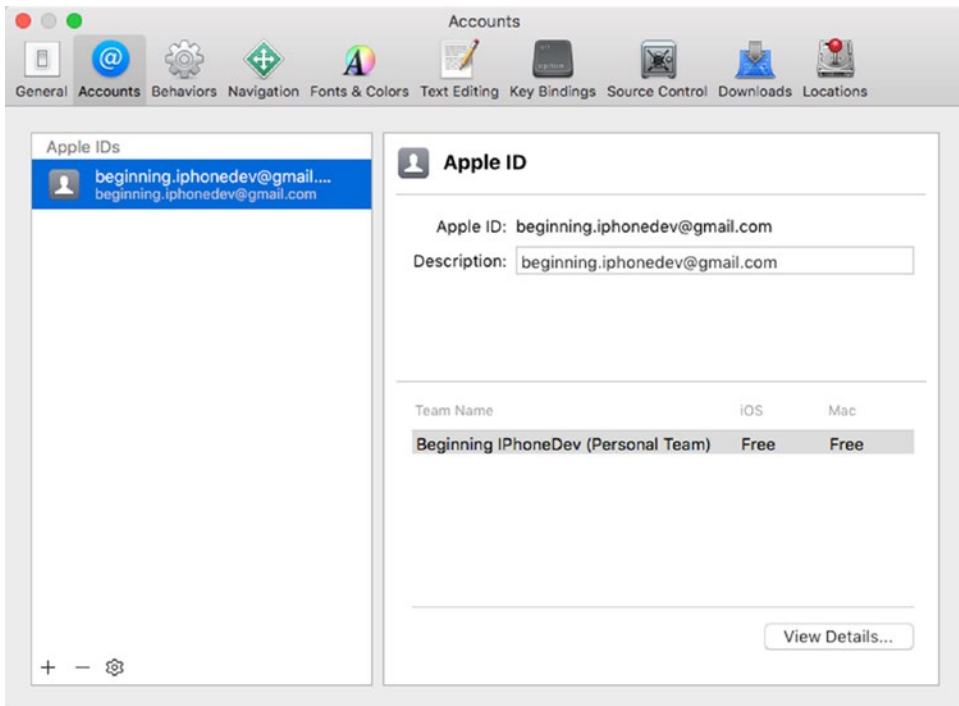 Accounts
General Accounts Behaviors Navigation Fonts & Colors Text Editing Key Bindings Source Control Downloads Locations
Apple IDs
beginning.iphonedev@gmail....
beginning.iphonedev@gmail.com
Apple ID
Apple ID: beginning.iphonedev@gmail.com
Description: beginning.iphonedev@gmail.com
Team Name iOS Mac
Beginning IPhoneDev (Personal Team) Free Free
View Details...